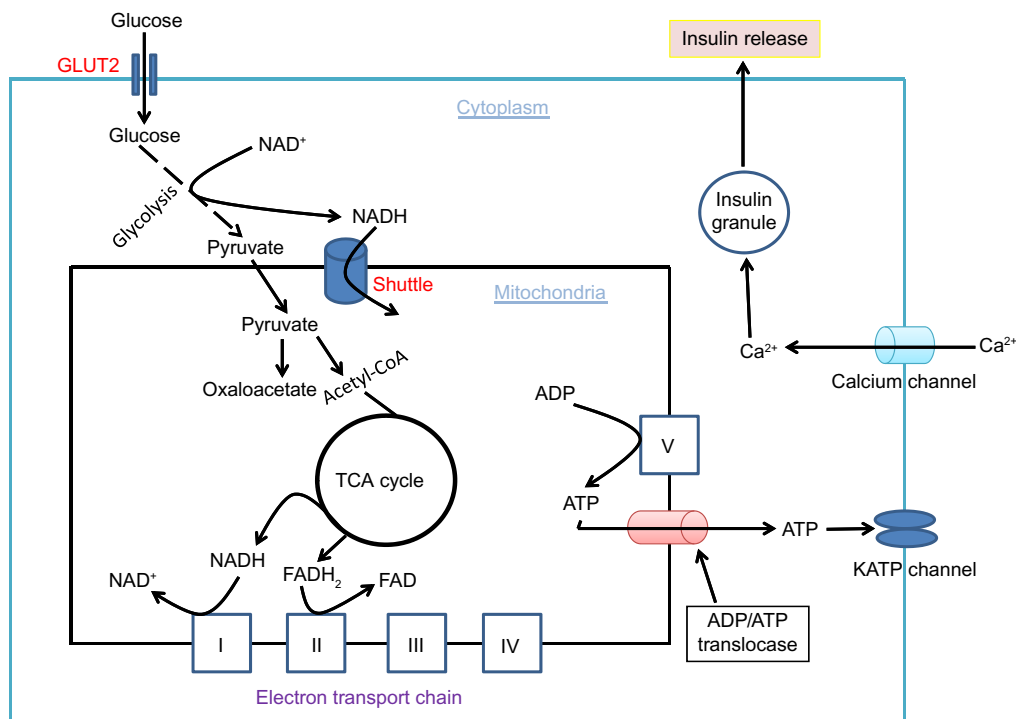 Glucose
GLUT2
Insulin release
Cytoplasm
Glucose
NAD⁺
Glycolysis
Insulin
granule
NADH
Pyruvate
Shuttle
Mitochondria
Pyruvate
Ca²⁺
Ca²⁺
Calcium channel
Oxaloacetate
Acetyl-CoA
ADP
V
TCA cycle
ATP
ATP
KATP channel
NADH
FADH₂
NAD⁺
FAD
ADP/ATP
translocase
I
II
III
IV
Electron transport chain